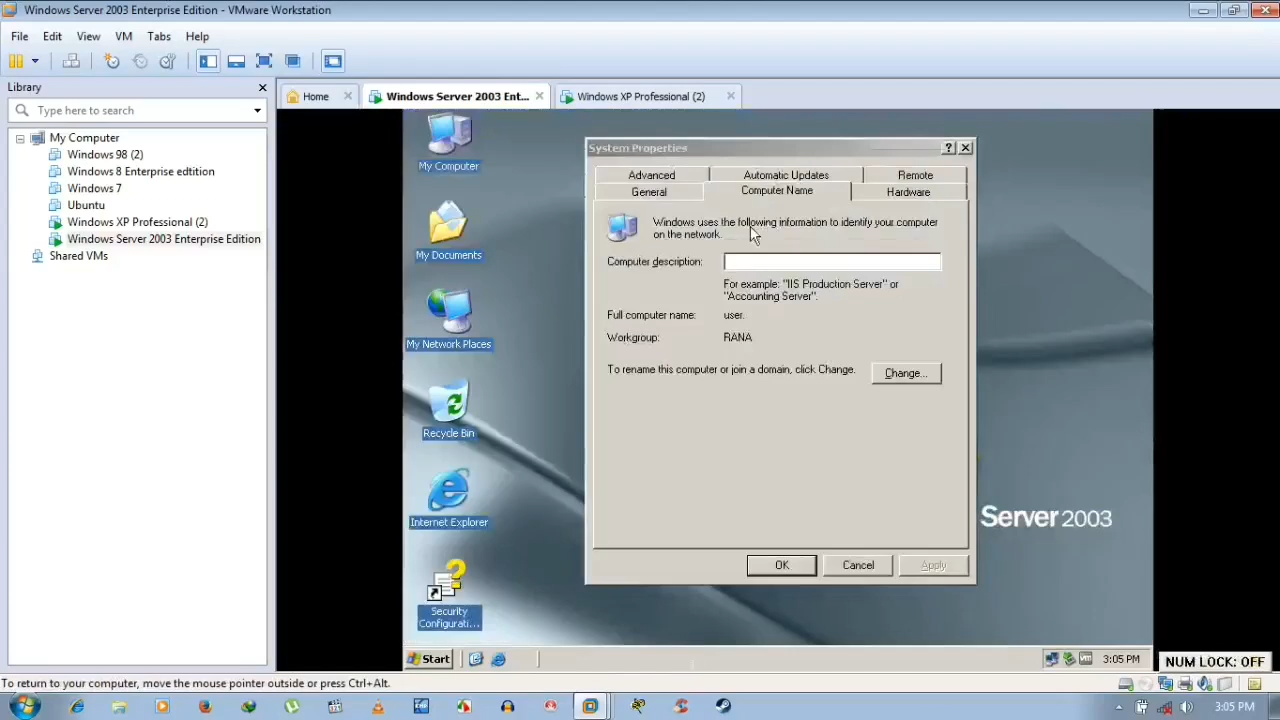 Windows Server 2003 Enterprise Edition - VMware Workstation
File Edit View VM Tabs Help
Library
Type here to search
My Computer
Windows 98 (2)
Windows 8 Enterprise edtition
Windows 7
Ubuntu
Windows XP Professional (2)
Windows Server 2003 Enterprise Edition
Shared VMs
Home
Windows Server 2003 Ent...
Windows XP Professional (2)
My Computer
My Documents
My Network Places
Recycle Bin
Internet Explorer
Security
Configurati...
System Properties
Advanced Automatic Updates Remote
General Computer Name Hardware
Windows uses the following information to identify your computer
on the network.
Computer description:
For example: "IIS Production Server" or
"Accounting Server".
Full computer name: user.
Workgroup: RANA
To rename this computer or join a domain, click Change.
Change...
OK Cancel Apply
Server 2003
Start
3:05 PM
NUM LOCK: OFF
To return to your computer, move the mouse pointer outside or press Ctrl+Alt.
3:05 PM